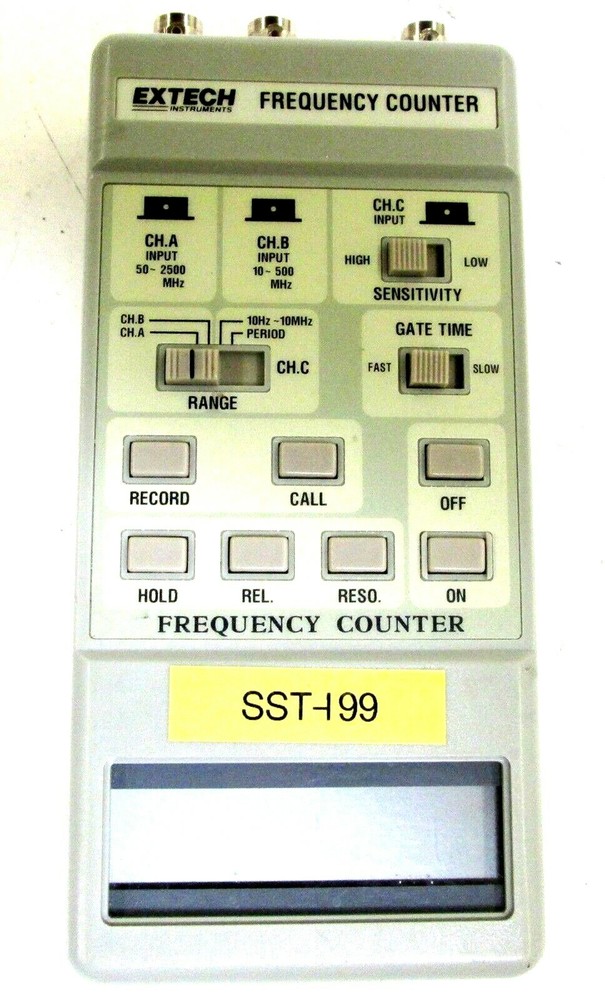 EXTECH INSTRUMENTS FREQUENCY COUNTER
CH.A
INPUT
50~ 2500
MHz
CH.B
INPUT
10~ 500
MHz
CH.C
INPUT
HIGH LOW
SENSITIVITY
CH.B 10Hz ~10MHz
CH.A PERIOD
CH.C
RANGE
GATE TIME
FAST SLOW
RECORD CALL OFF
HOLD REL. RESO. ON
FREQUENCY COUNTER
SST-199